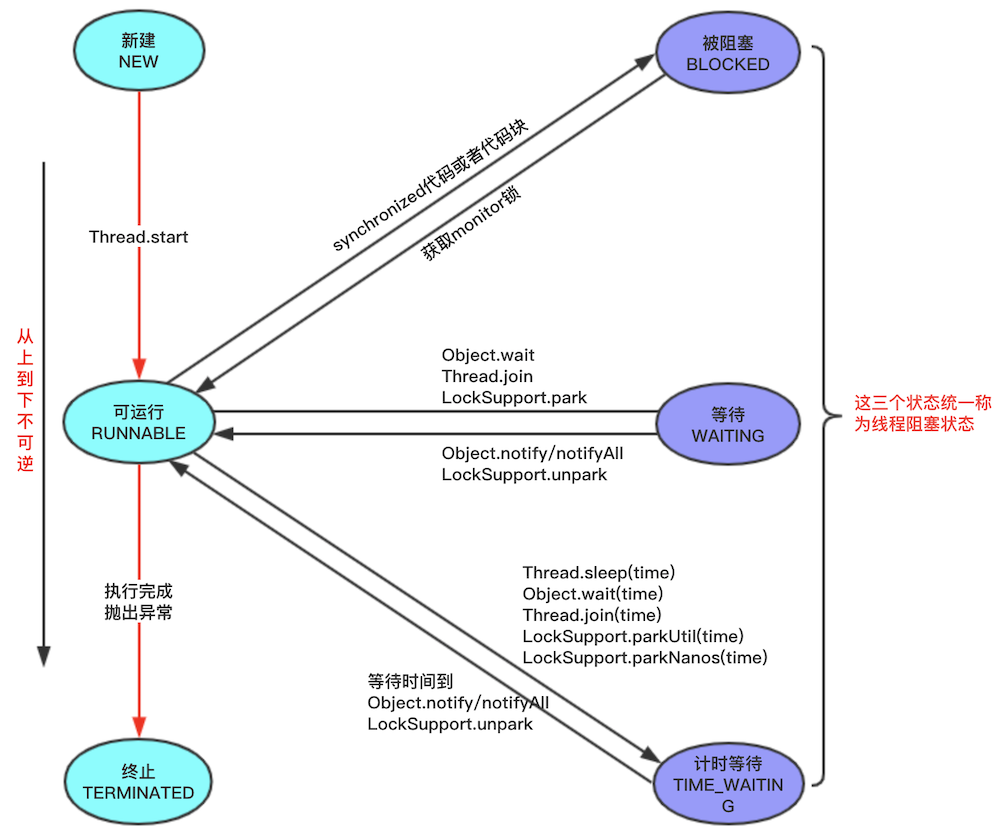 新建
NEW
被阻塞
BLOCKED
synchronized代码或者代码块
获取monitor锁
Thread.start
从
上
到
下
不
可
逆
Object.wait
Thread.join
LockSupport.park
可运行
RUNNABLE
等待
WAITING
这三个状态统一称
为线程阻塞状态
Object.notify/notifyAll
LockSupport.unpark
执行完成
抛出异常
Thread.sleep(time)
Object.wait(time)
Thread.join(time)
LockSupport.parkUtil(time)
LockSupport.parkNanos(time)
等待时间到
Object.notify/notifyAll
LockSupport.unpark
终止
TERMINATED
计时等待
TIME_WAITIN
G